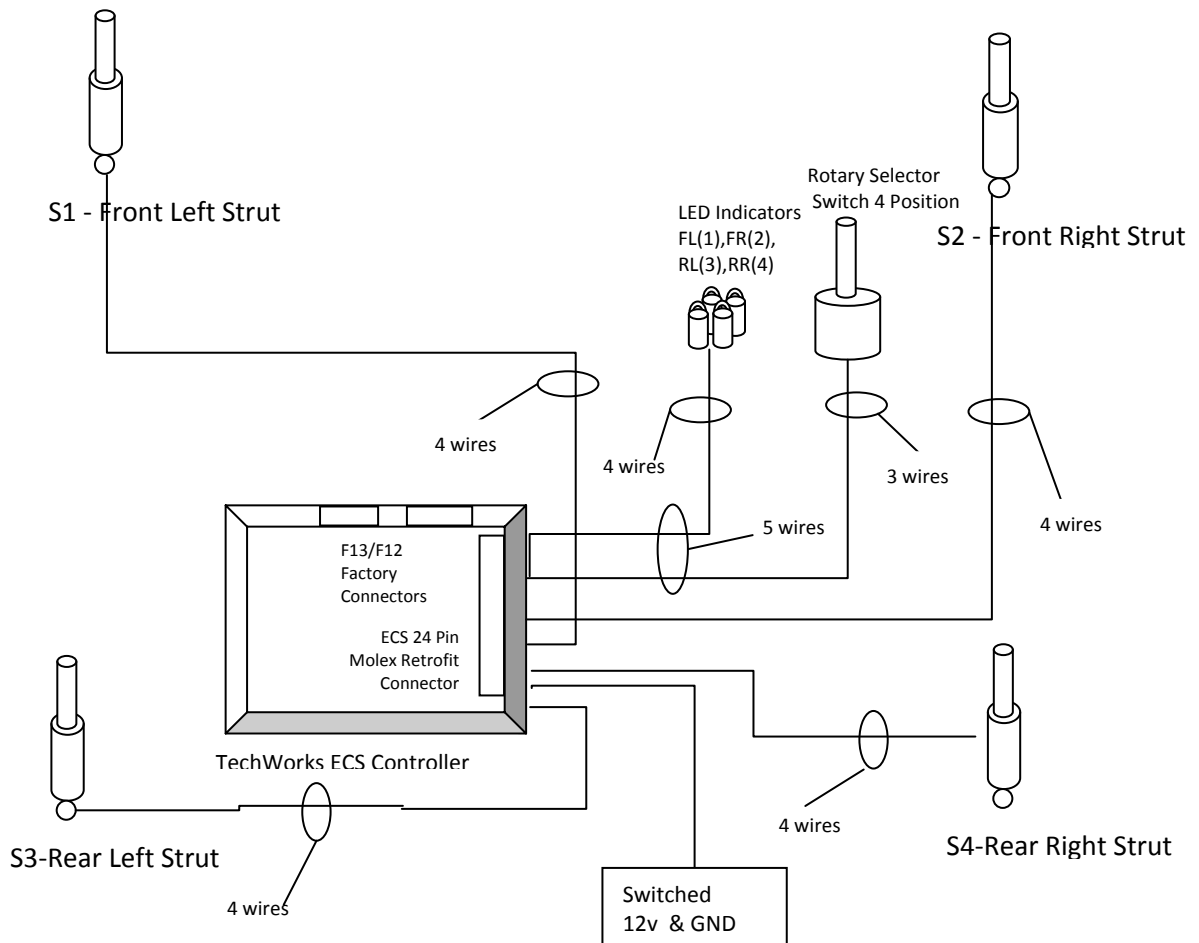 Rotary Selector
Switch 4 Position
S1 - Front Left Strut
LED Indicators
FL(1),FR(2),
RL(3),RR(4)
S2 - Front Right Strut
4 wires
4 wires
3 wires
4 wires
5 wires
F13/F12
Factory
Connectors
ECS 24 Pin
Molex Retrofit
Connector
TechWorks ECS Controller
4 wires
S3-Rear Left Strut
S4-Rear Right Strut
4 wires
Switched
12v & GND